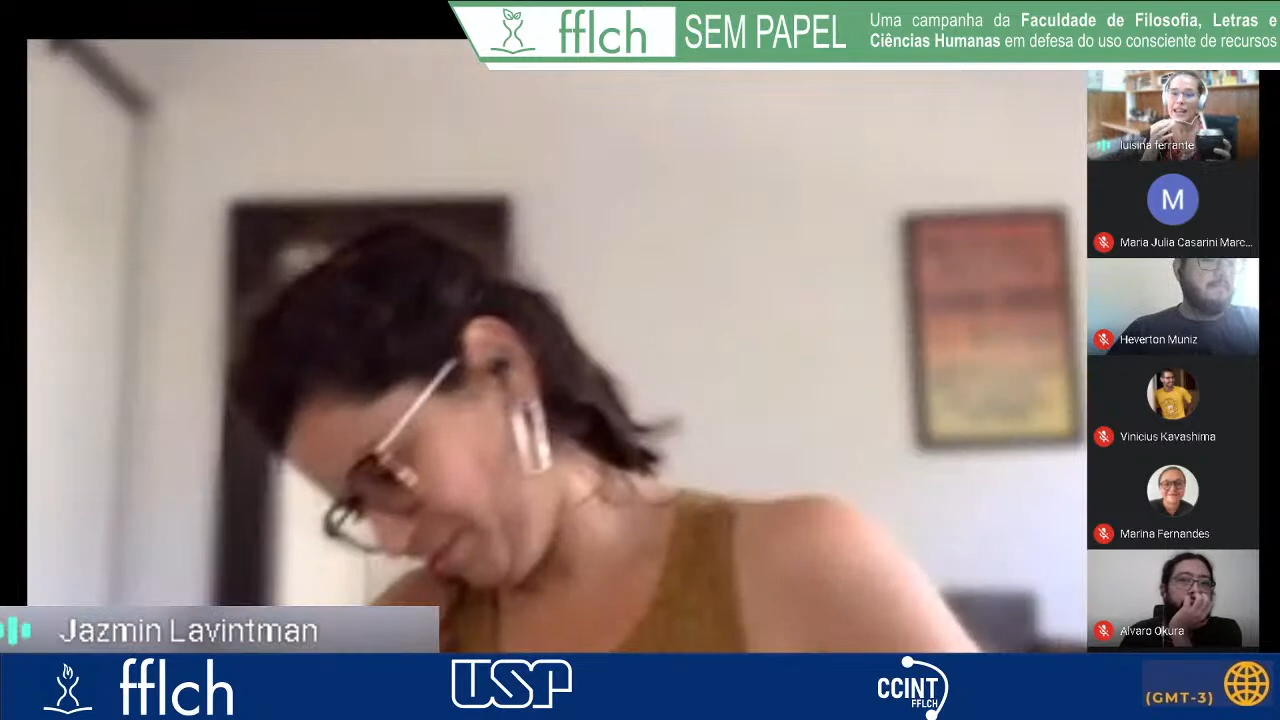 fflch
SEM PAPEL
Uma campanha da Faculdade de Filosofia, Letras e
Ciências Humanas em defesa do uso consciente de recursos
luisina ferrante
M
Maria Julia Casarini Marc...
Heverton Muniz
Vinicius Kavashima
Marina Fernandes
Alvaro Okura
Jazmin Lavintman
fflch
USP
CCINT
FFLCH
(GMT-3)